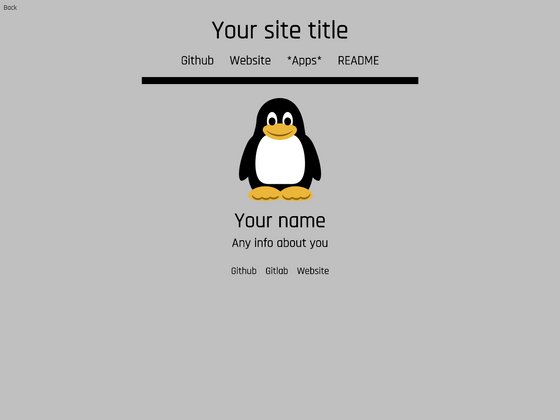 Back
Your site title
Github Website *Apps* README
Your name
Any info about you
Github Gitlab Website